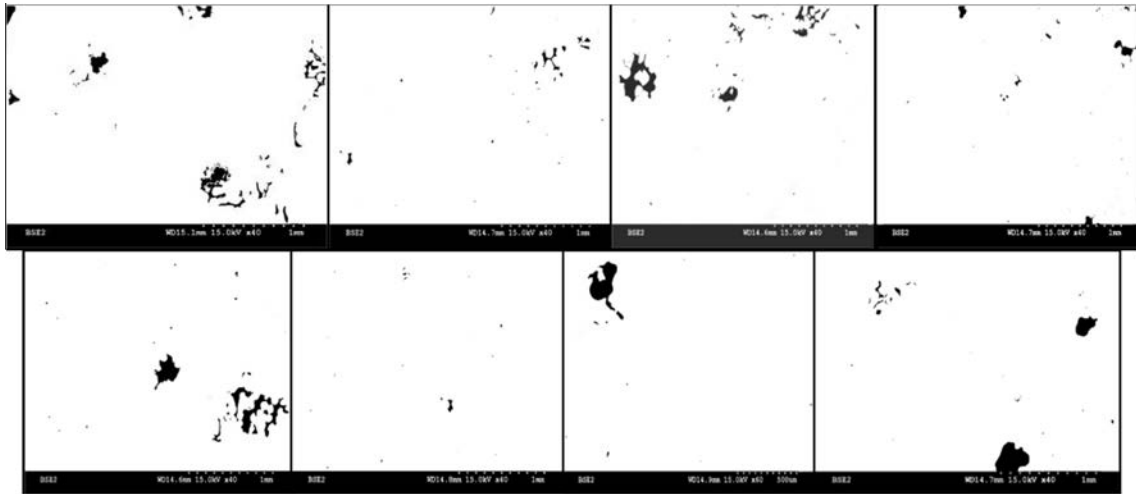 BSE2 WD15.1mm 15.0kV x40 1mm
BSE2 WD14.7mm 15.0kV x40 1mm
BSE2 WD14.6mm 15.0kV x40 1mm
BSE2 WD14.7mm 15.0kV x40 1mm
BSE2 WD14.6mm 15.0kV x40 1mm
BSE2 WD14.8mm 15.0kV x40 1mm
BSE2 WD14.9mm 15.0kV x60 500um
BSE2 WD14.7mm 15.0kV x40 1mm